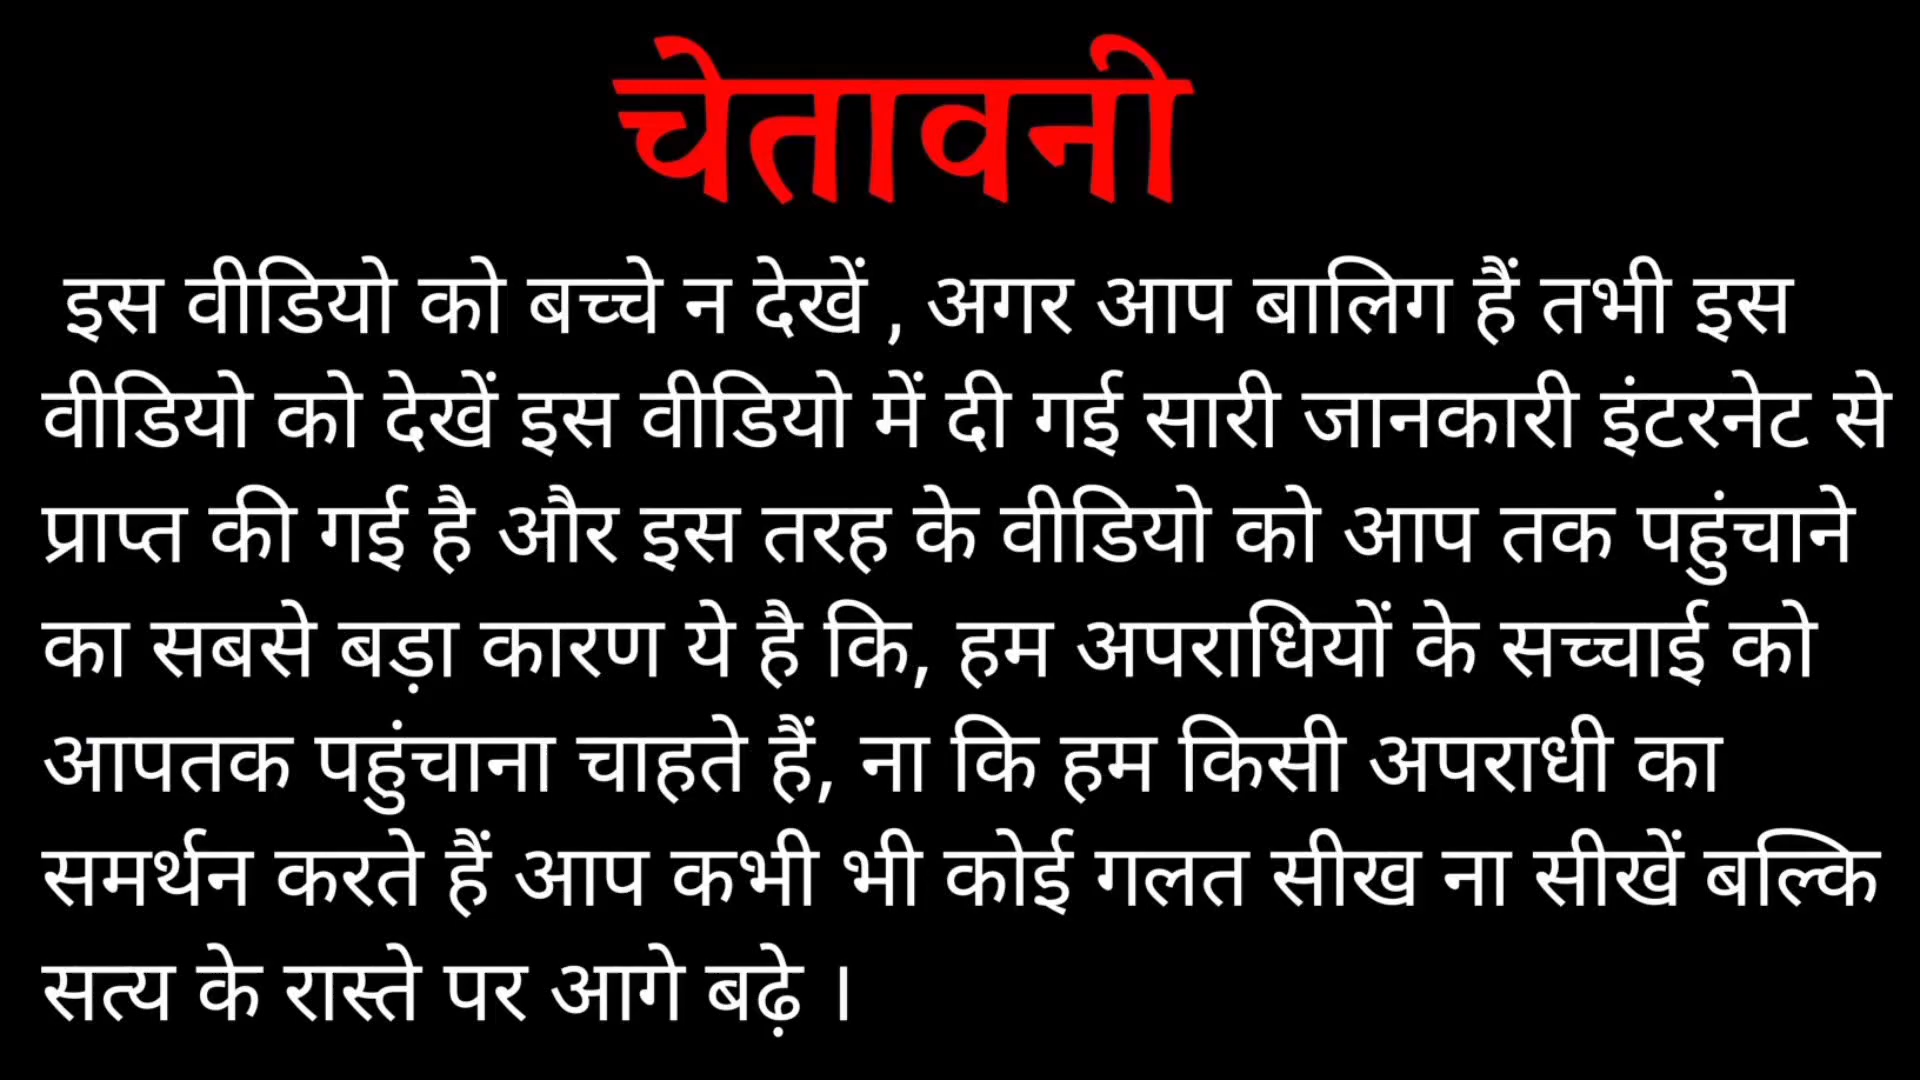 चेतावनी
इस वीडियो को बच्चे न देखें , अगर आप बालिग हैं तभी इस
वीडियो को देखें इस वीडियो में दी गई सारी जानकारी इंटरनेट से
प्राप्त की गई है और इस तरह के वीडियो को आप तक पहुंचाने
का सबसे बड़ा कारण ये है कि, हम अपराधियों के सच्चाई को
आपतक पहुंचाना चाहते हैं, ना कि हम किसी अपराधी का
समर्थन करते हैं आप कभी भी कोई गलत सीख ना सीखें बल्कि
सत्य के रास्ते पर आगे बढ़े ।